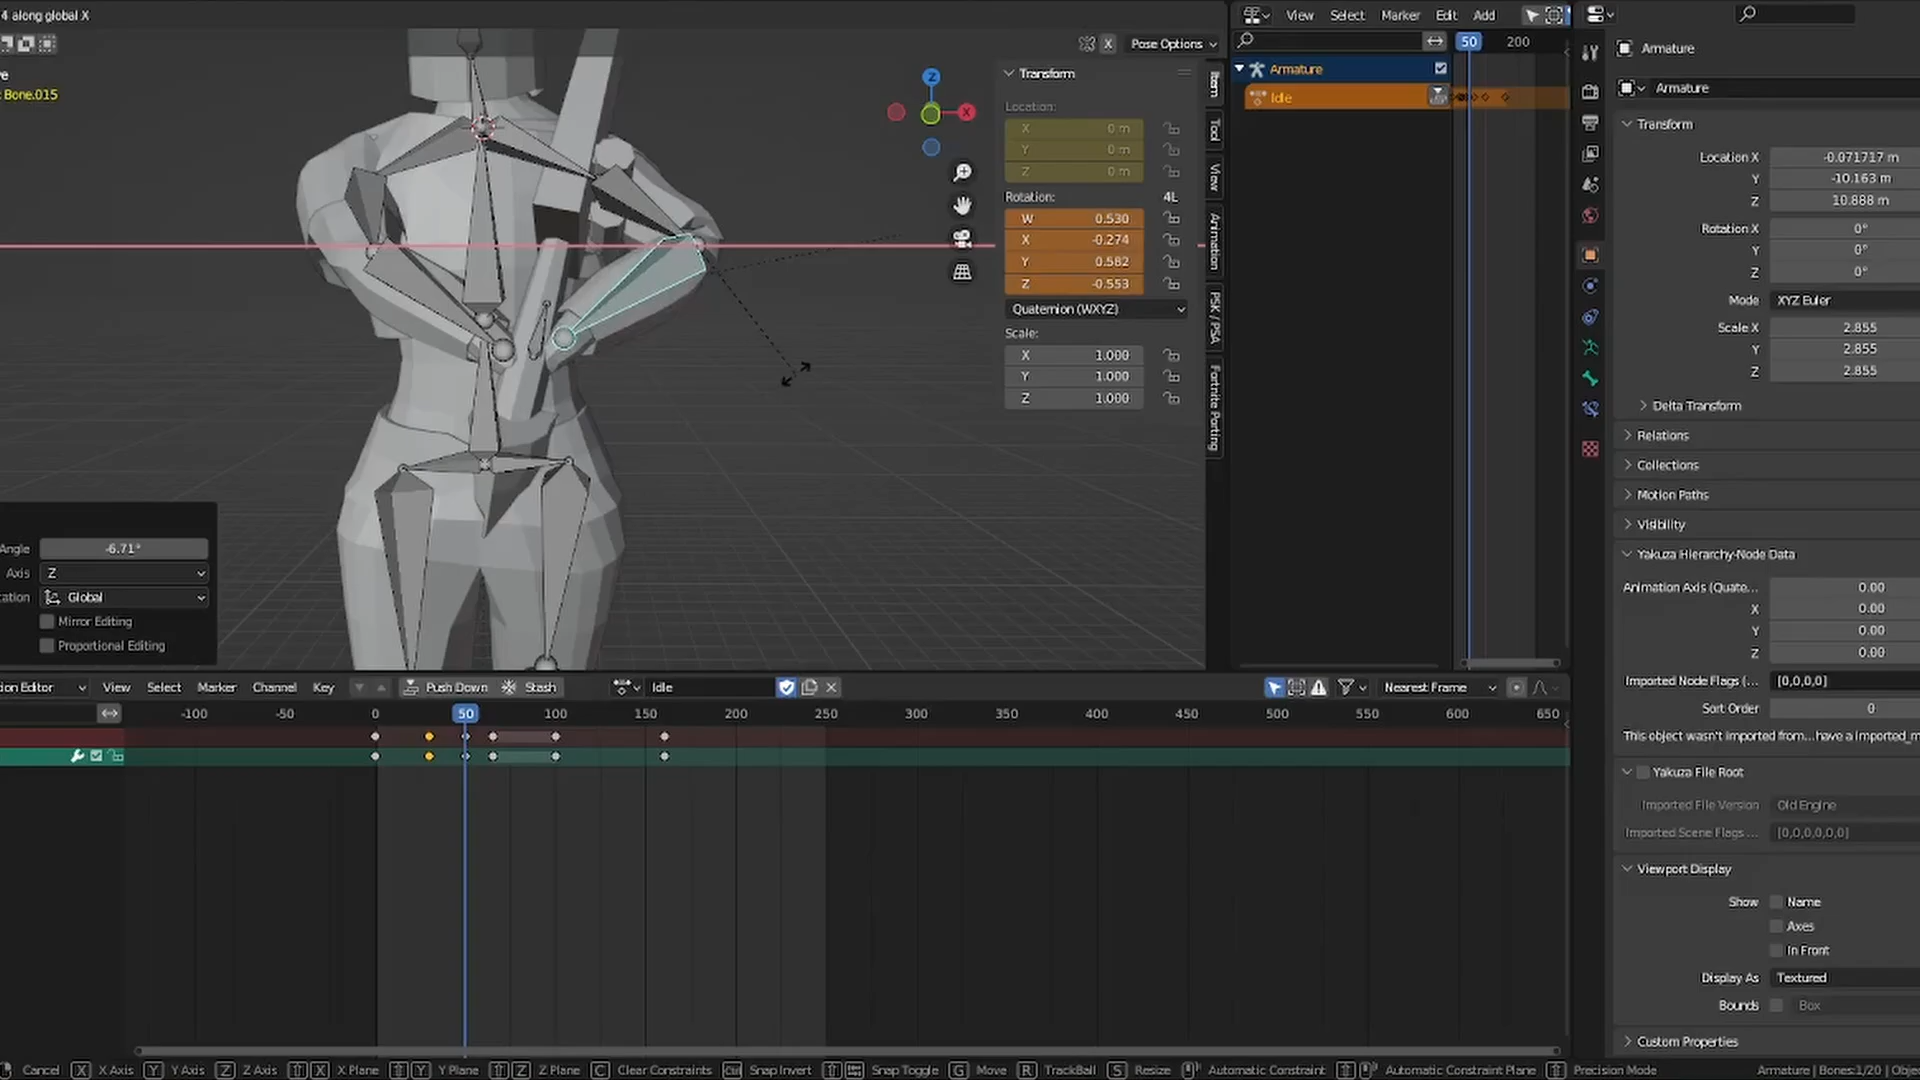 4 along global X
View Select Marker Edit Add
X
Pose Options
50 200
Armature
Bone.015
Z
X
Transform
Location:
X 0 m
Y 0 m
Z 0 m
Rotation: 4L
W 0.530
X -0.274
Y 0.582
Z -0.553
Quaternion (WXYZ)
Scale:
X 1.000
Y 1.000
Z 1.000
Item
Tool
View
Animation
PSK / PSA
Fortnite Porting
Armature
Idle
Armature
Transform
Location X -0.071717 m
Y -10.163 m
Z 10.888 m
Rotation X 0°
Y 0°
Z 0°
Mode XYZ Euler
Scale X 2.855
Y 2.855
Z 2.855
Delta Transform
Relations
Collections
Motion Paths
Visibility
Yakuza Hierarchy-Node Data
Animation Axis (Quate... 0.00
X 0.00
Y 0.00
Z 0.00
Imported Node Flags (... [0,0,0,0]
Sort Order 0
This object wasn't imported from...have a imported_m
Yakuza File Root
Imported File Version Old Engine
Imported Scene Flags ... [0,0,0,0,0,0]
Viewport Display
Show Name
Axes
In Front
Display As Textured
Bounds Box
Custom Properties
Angle -6.71°
Axis Z
Global
Mirror Editing
Proportional Editing
on Editor View Select Marker Channel Key Push Down Stash Idle Nearest Frame
-100 -50 0 50 100 150 200 250 300 350 400 450 500 550 600 650
Cancel X X Axis Y Y Axis Z Z Axis X X Plane Y Y Plane Z Z Plane C Clear Constraints Ctrl Snap Invert Snap Toggle G Move R TrackBall S Resize Automatic Constraint Automatic Constraint Plane Precision Mode Armature | Bones:1/20 | Obje